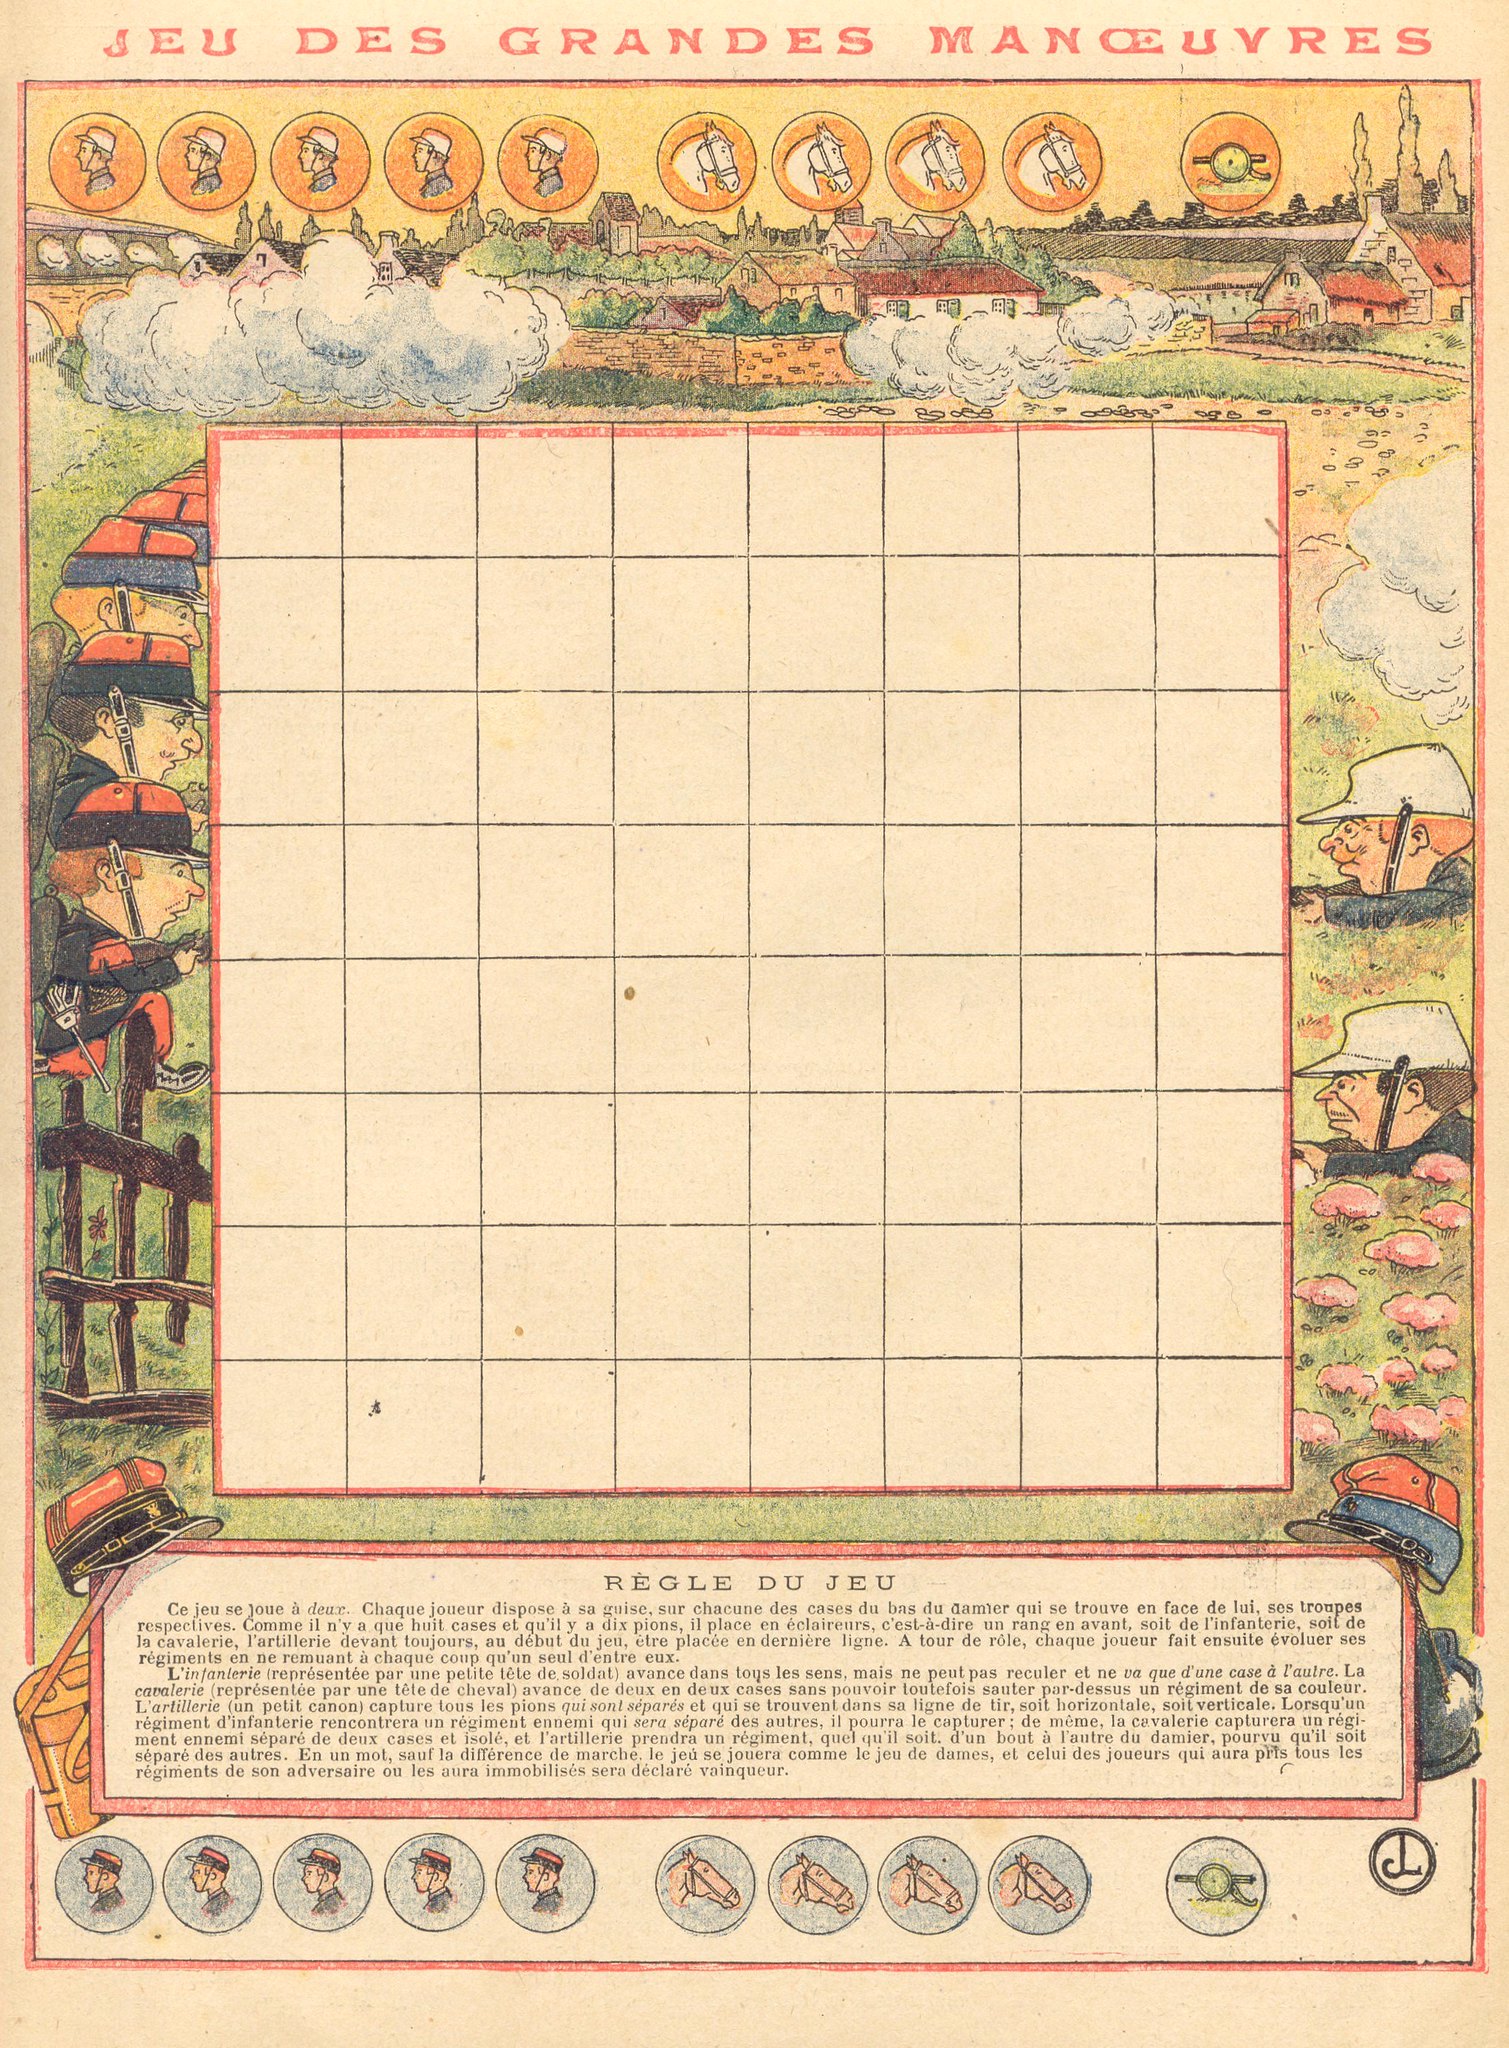 JEU DES GRANDES MANŒUVRES
RÈGLE DU JEU
Ce jeu se joue à deux. Chaque joueur dispose à sa guise, sur chacune des cases du bas du damier qui se trouve en face de lui, ses troupes
respectives. Comme il n'y a que huit cases et qu'il y a dix pions, il place en éclaireurs, c'est-à-dire un rang en avant, soit de l'infanterie, soit de
la cavalerie, l'artillerie devant toujours, au début du jeu, être placée en dernière ligne. A tour de rôle, chaque joueur fait ensuite évoluer ses
régiments en ne remuant à chaque coup qu'un seul d'entre eux.
L'infanterie (représentée par une petite tête de soldat) avance dans tous les sens, mais ne peut pas reculer et ne va que d'une case à l'autre. La
cavalerie (représentée par une tête de cheval) avance de deux en deux cases sans pouvoir toutefois sauter par-dessus un régiment de sa couleur.
L'artillerie (un petit canon) capture tous les pions qui sont séparés et qui se trouvent dans sa ligne de tir, soit horizontale, soit verticale. Lorsqu'un
régiment d'infanterie rencontrera un régiment ennemi qui sera séparé des autres, il pourra le capturer ; de même, la cavalerie capturera un régi-
ment ennemi séparé de deux cases et isolé, et l'artillerie prendra un régiment, quel qu'il soit. d'un bout à l'autre du damier, pourvu qu'il soit
séparé des autres. En un mot, sauf la différence de marche, le jeu se jouera comme le jeu de dames, et celui des joueurs qui aura pris tous les
régiments de son adversaire ou les aura immobilisés sera déclaré vainqueur.